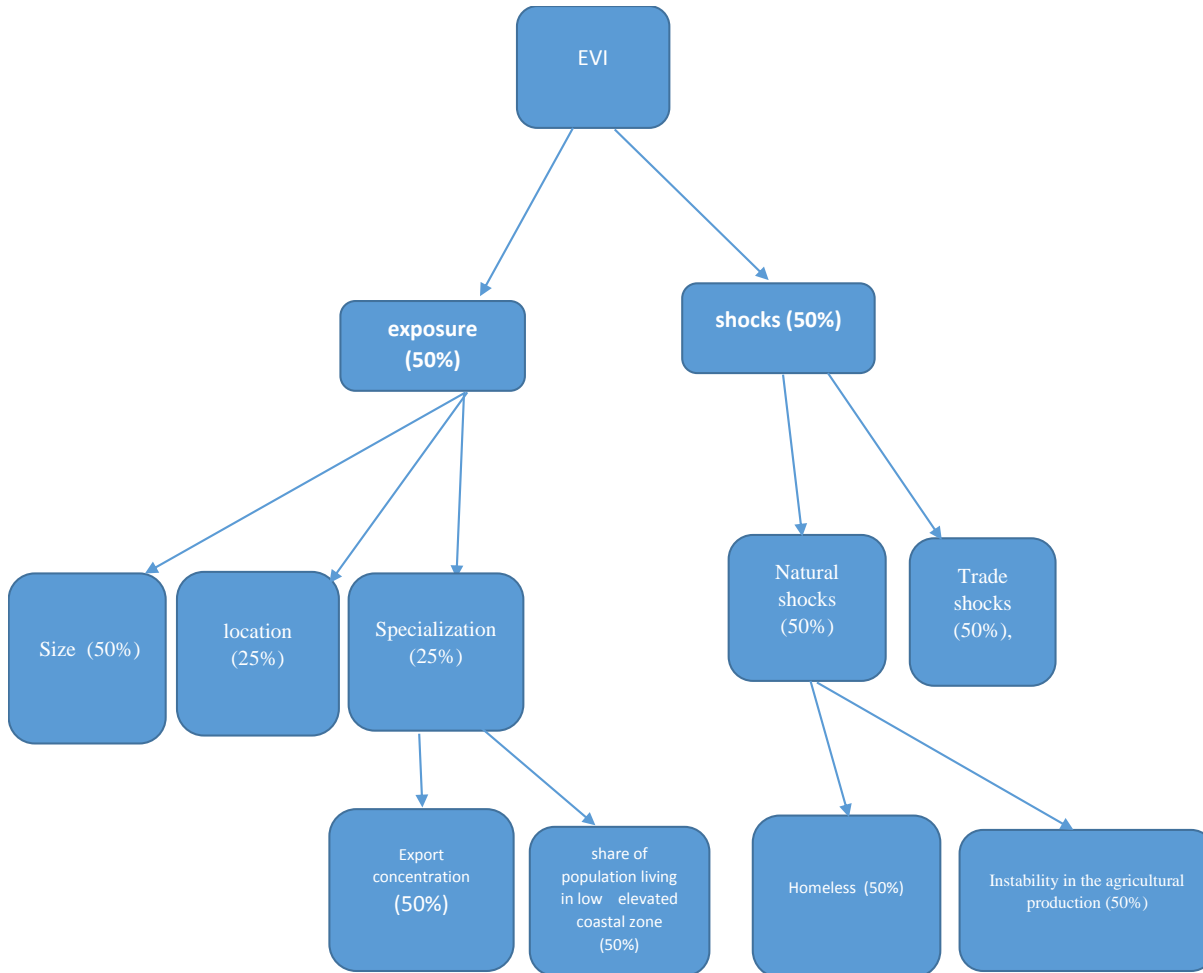 EVI
exposure
(50%)
shocks (50%)
Size (50%)
location
(25%)
Specialization
(25%)
Natural
shocks
(50%)
Trade
shocks
(50%),
Export
concentration
(50%)
share of
population living
in low elevated
coastal zone
(50%)
Homeless (50%)
Instability in the agricultural
production (50%)